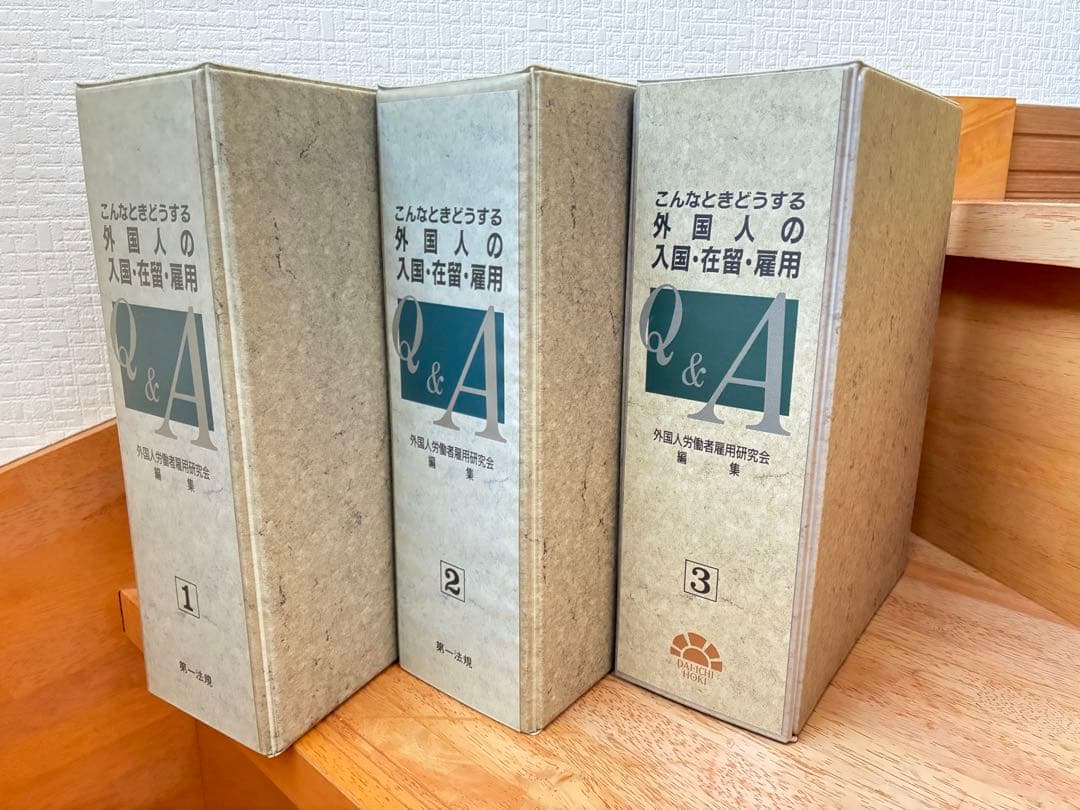 こんなときどうする
外国人の
入国・在留・雇用
Q&A
外国人労働者雇用研究会
編集
1
第一法規
こんなときどうする
外国人の
入国・在留・雇用
Q&A
外国人労働者雇用研究会
編集
2
第一法規
こんなときどうする
外国人の
入国・在留・雇用
Q&A
外国人労働者雇用研究会
編集
3
DAI-ICHI
HOKI